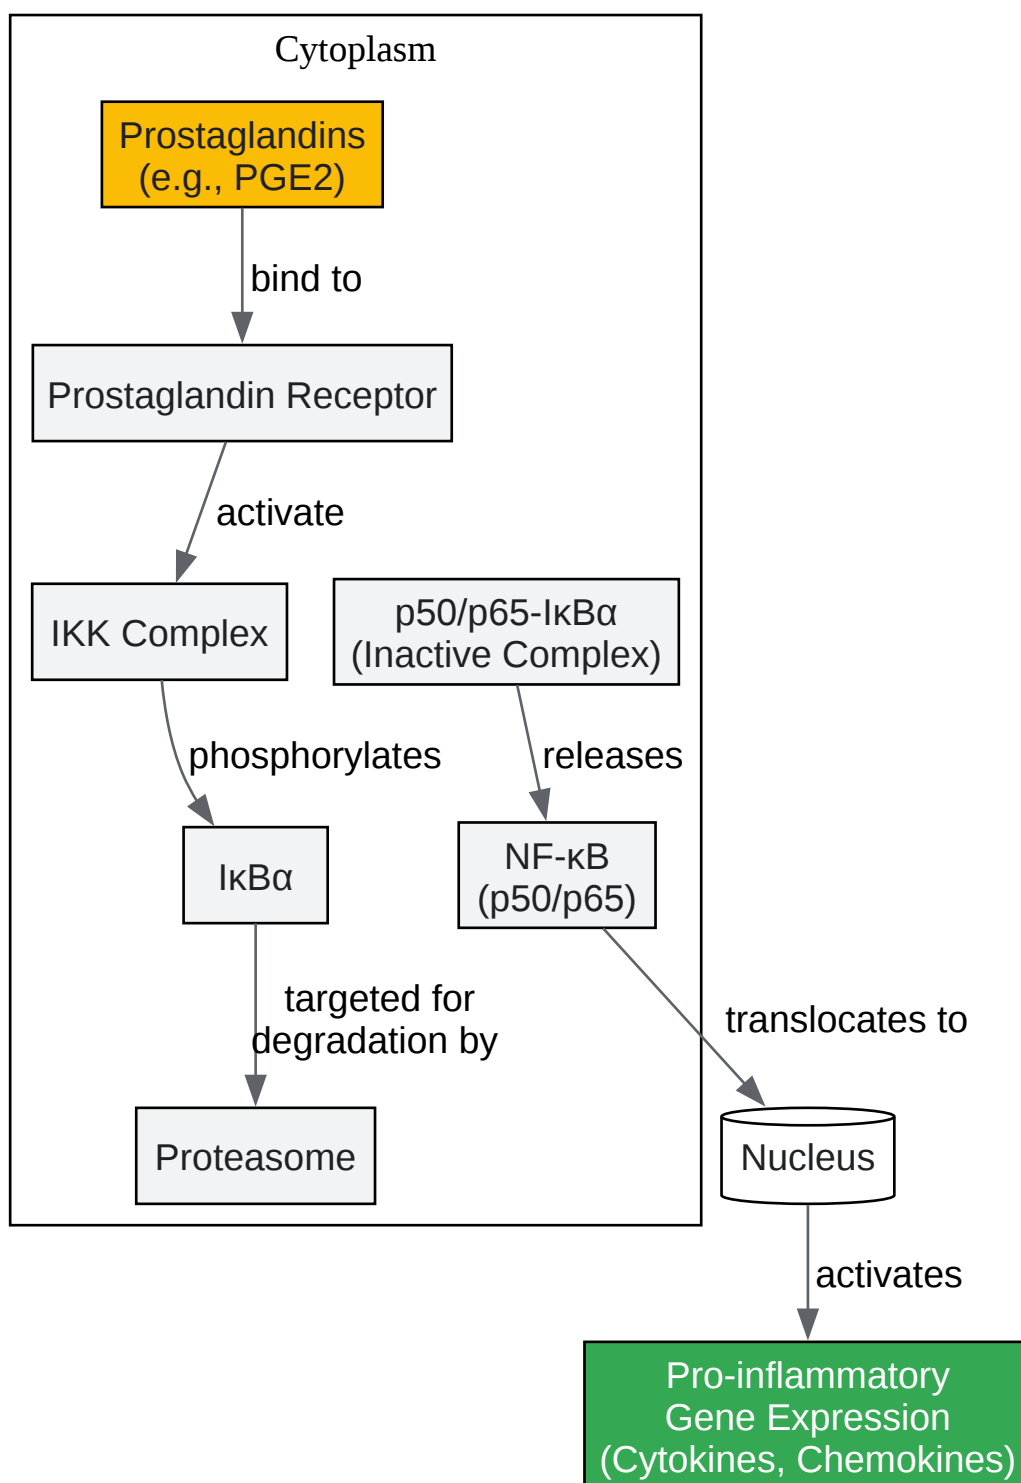 Cytoplasm
Prostaglandins
(e.g., PGE2)
bind to
Prostaglandin Receptor
activate
IKK Complex
p50/p65-IκBα
(Inactive Complex)
phosphorylates
releases
IκBα
NF-κB
(p50/p65)
targeted for
degradation by
translocates to
Proteasome
Nucleus
activates
Pro-inflammatory
Gene Expression
(Cytokines, Chemokines)